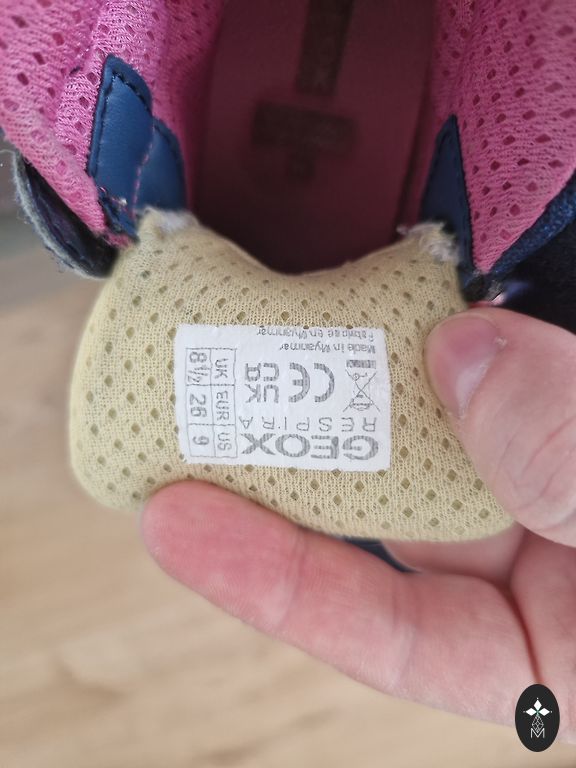 GEOX
RESPIRA
UK CA
CE
Made in Myanmar
Fabriqué en Myanmar
UK EUR US
8½ 26 9
M